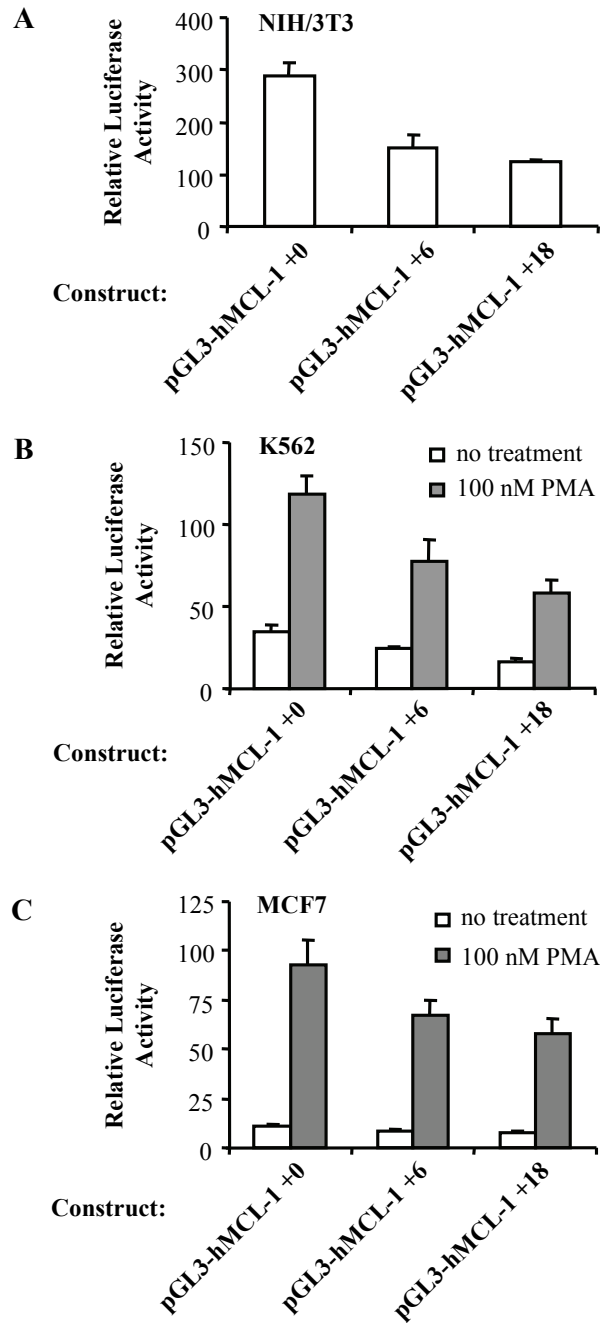 A
NIH/3T3
Relative Luciferase
Activity
400
300
200
100
0
Construct:
pGL3-hMCL-1 +0
pGL3-hMCL-1 +6
pGL3-hMCL-1 +18
B
K562
no treatment
100 nM PMA
Relative Luciferase
Activity
150
100
50
0
Construct:
pGL3-hMCL-1 +0
pGL3-hMCL-1 +6
pGL3-hMCL-1 +18
C
MCF7
no treatment
100 nM PMA
Relative Luciferase
Activity
125
100
75
50
25
0
Construct:
pGL3-hMCL-1 +0
pGL3-hMCL-1 +6
pGL3-hMCL-1 +18